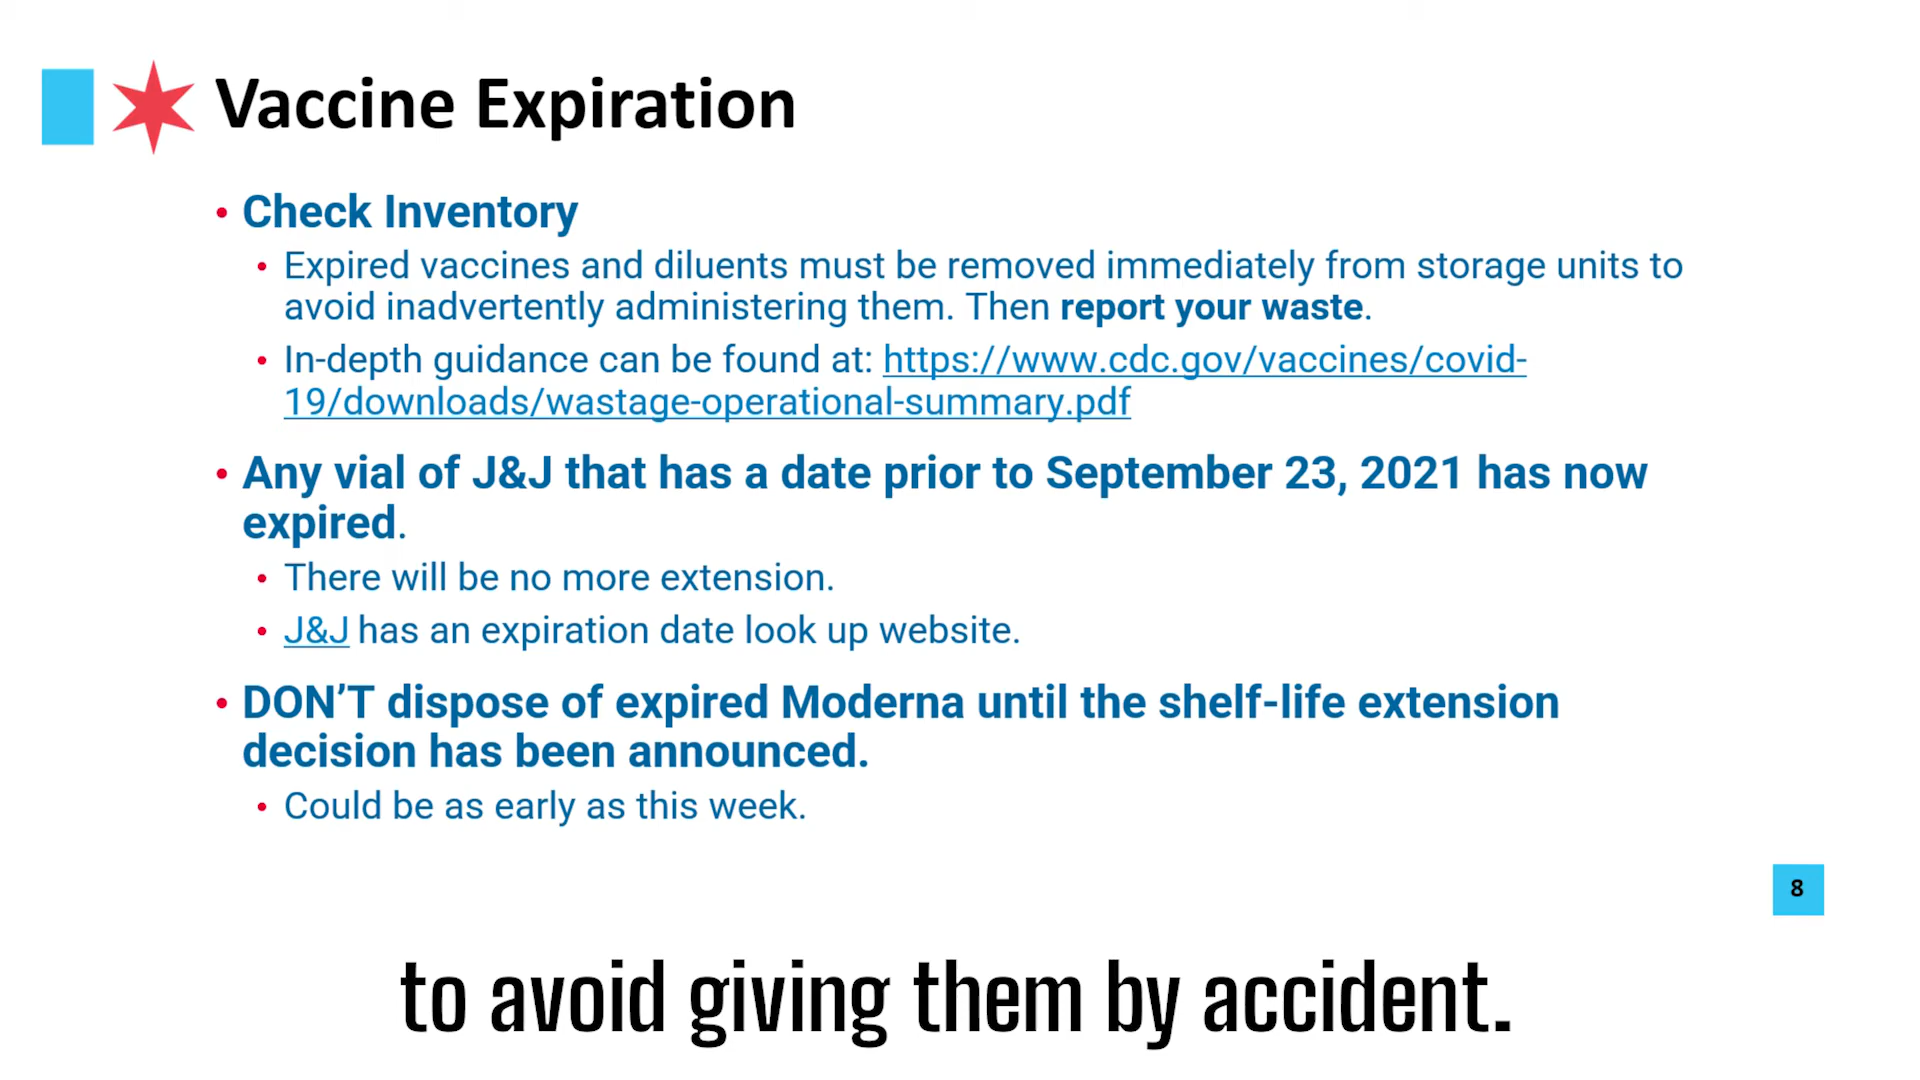 Vaccine Expiration
• Check Inventory
• Expired vaccines and diluents must be removed immediately from storage units to
avoid inadvertently administering them. Then report your waste.
• In-depth guidance can be found at: https://www.cdc.gov/vaccines/covid-
19/downloads/wastage-operational-summary.pdf
• Any vial of J&J that has a date prior to September 23, 2021 has now
expired.
• There will be no more extension.
• J&J has an expiration date look up website.
• DON’T dispose of expired Moderna until the shelf-life extension
decision has been announced.
• Could be as early as this week.
8
to avoid giving them by accident.